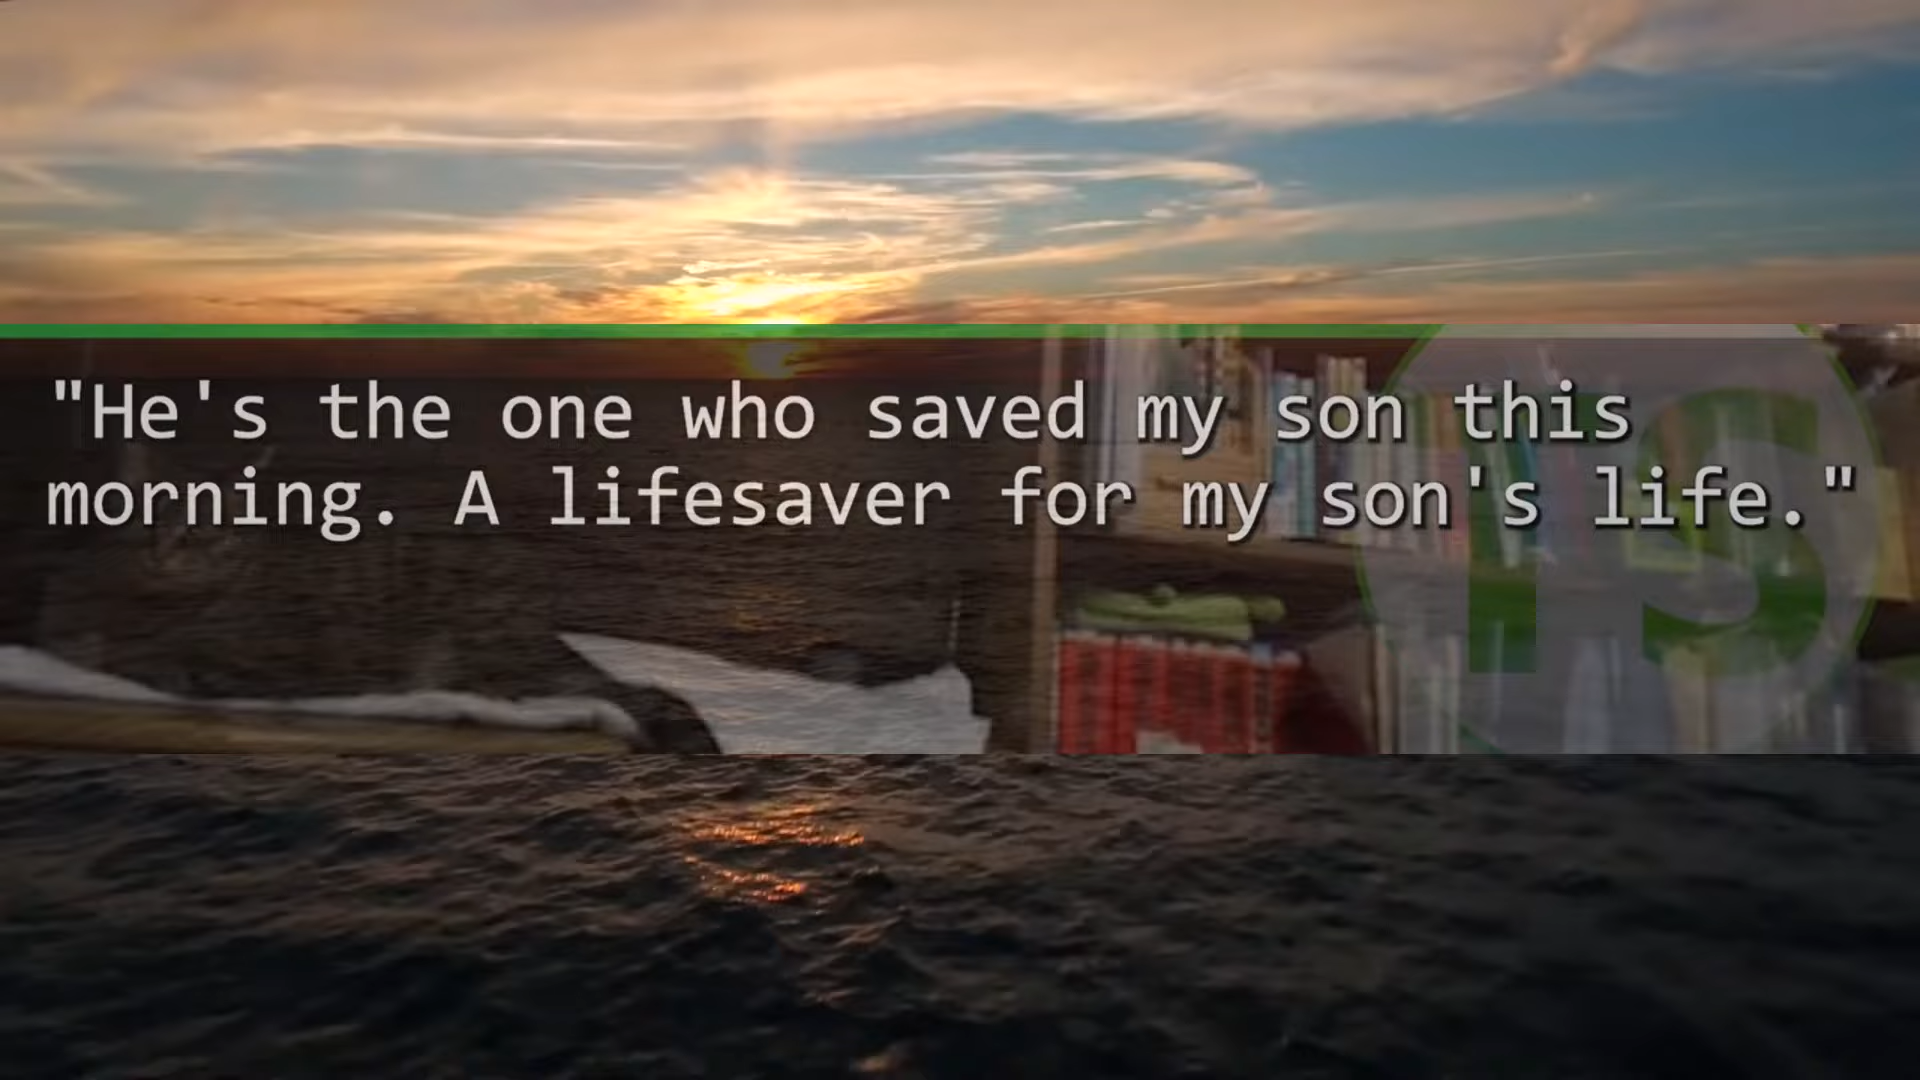 "He's the one who saved my son this
morning. A lifesaver for my son's life."